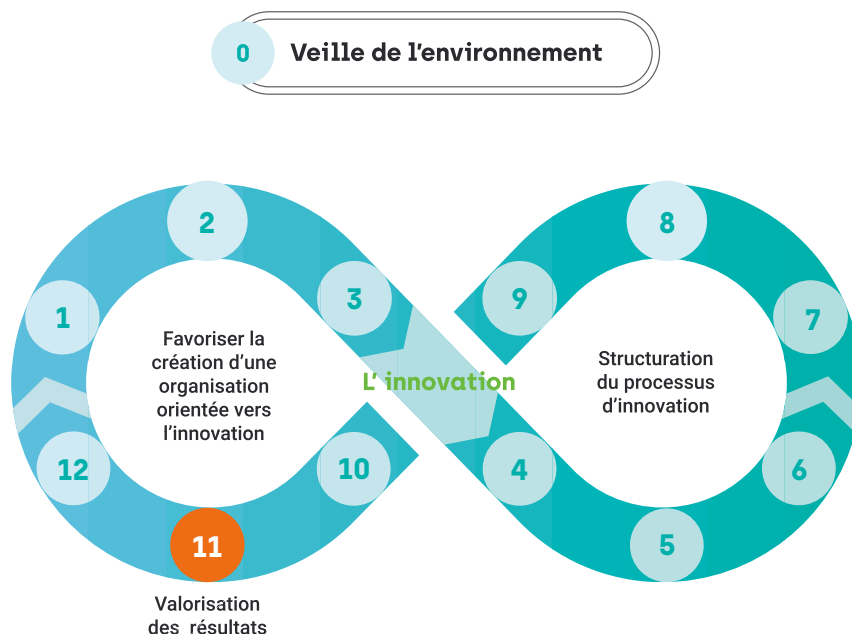 0 Veille de l'environnement
2
8
3
9
1
7
Favoriser la
création d'une
organisation
orientée vers
l'innovation
L' innovation
Structuration
du processus
d'innovation
12
10
4
6
11
5
Valorisation
des résultats